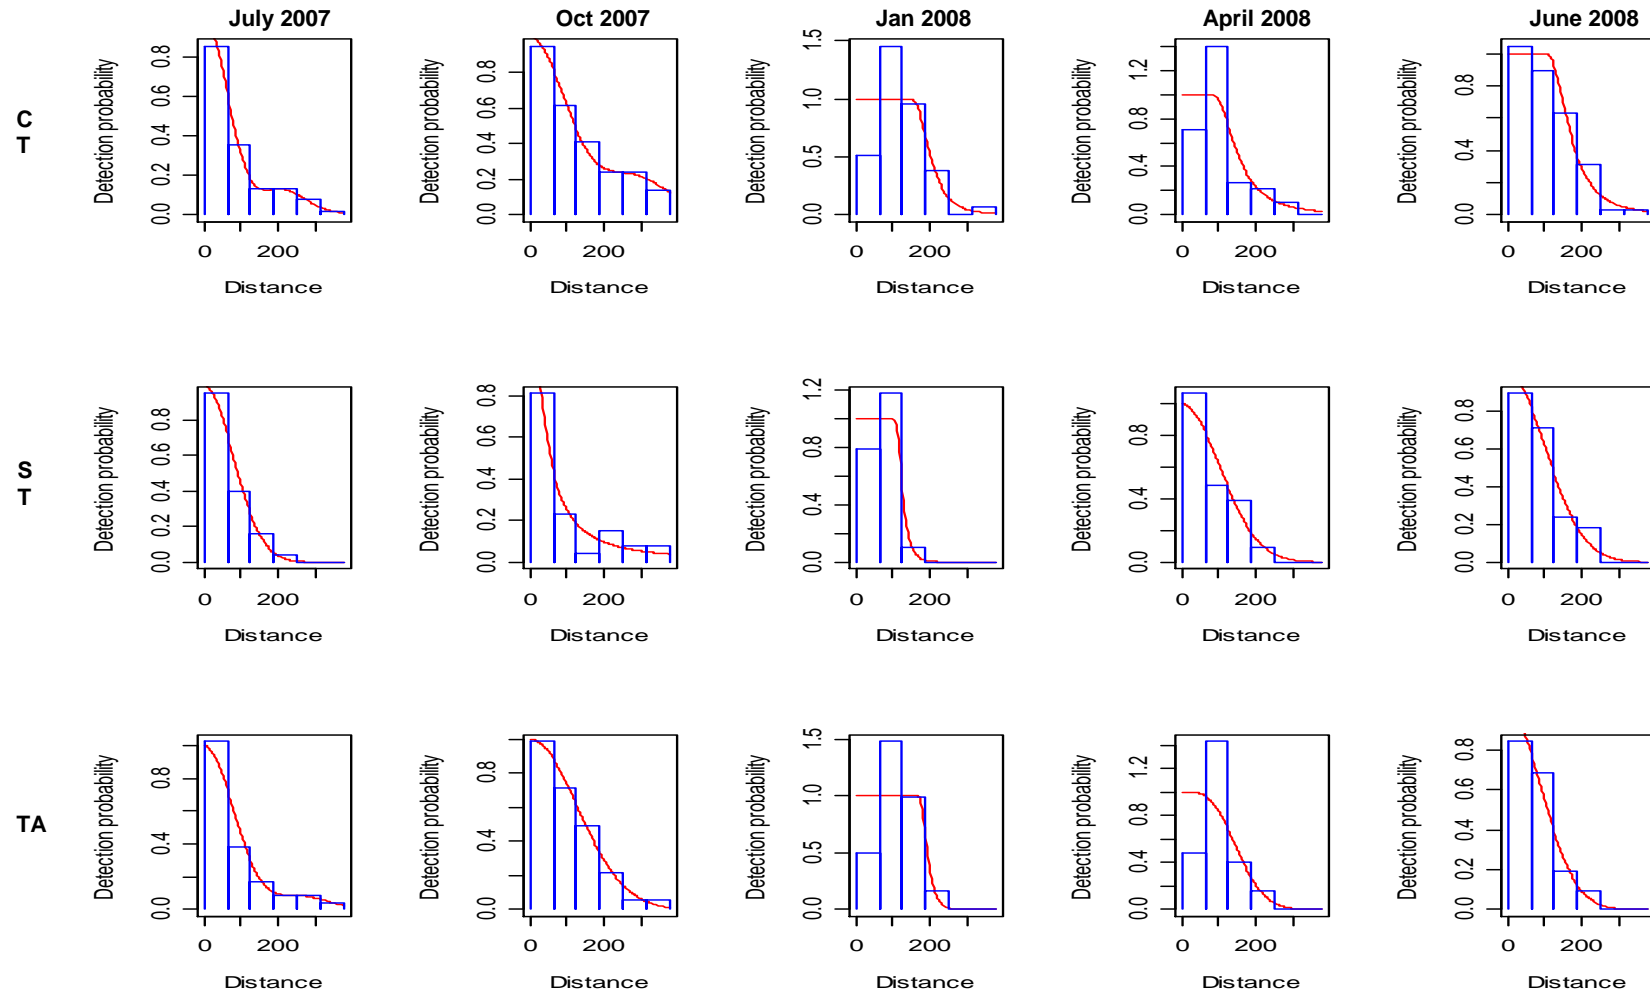 July 2007 Oct 2007 Jan 2008 April 2008 June 2008
C
T
Detection probability 0.0 0.2 0.4 0.6 0.8
0 200
Distance
Detection probability 0.0 0.2 0.4 0.6 0.8
0 200
Distance
Detection probability 0.0 0.5 1.0 1.5
0 200
Distance
Detection probability 0.0 0.4 0.8 1.2
0 200
Distance
Detection probability 0.0 0.4 0.8
0 200
Distance
S
T
Detection probability 0.0 0.2 0.4 0.6 0.8
0 200
Distance
Detection probability 0.0 0.2 0.4 0.6 0.8
0 200
Distance
Detection probability 0.0 0.4 0.8 1.2
0 200
Distance
Detection probability 0.0 0.4 0.8
0 200
Distance
Detection probability 0.0 0.2 0.4 0.6 0.8
0 200
Distance
TA
Detection probability 0.0 0.4 0.8
0 200
Distance
Detection probability 0.0 0.4 0.8
0 200
Distance
Detection probability 0.0 0.5 1.0 1.5
0 200
Distance
Detection probability 0.0 0.4 0.8 1.2
0 200
Distance
Detection probability 0.0 0.2 0.4 0.6 0.8
0 200
Distance